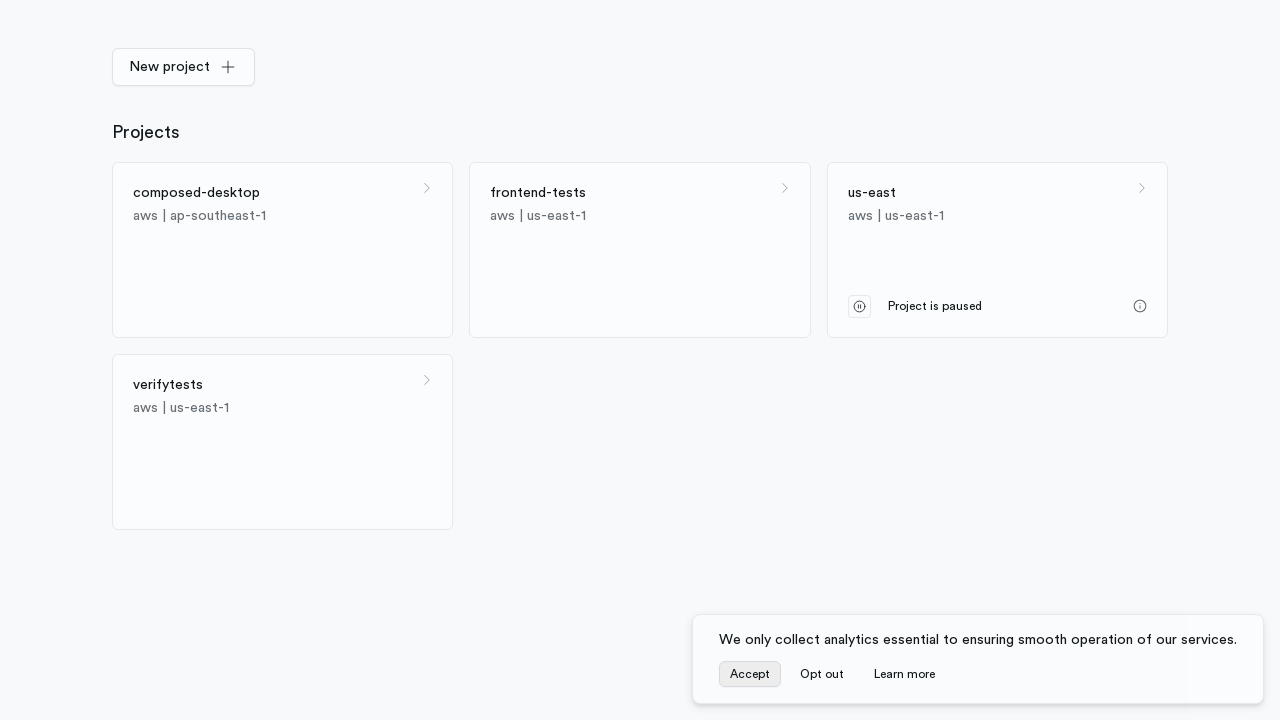 New project
Projects
composed-desktop
aws | ap-southeast-1
frontend-tests
aws | us-east-1
us-east
aws | us-east-1
Project is paused
verifytests
aws | us-east-1
We only collect analytics essential to ensuring smooth operation of our services.
Accept Opt out Learn more